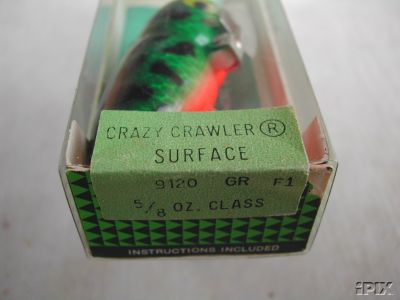 CRAZY CRAWLER ®
SURFACE
9120 GR F1
5/8 OZ. CLASS
INSTRUCTIONS INCLUDED
iPIX